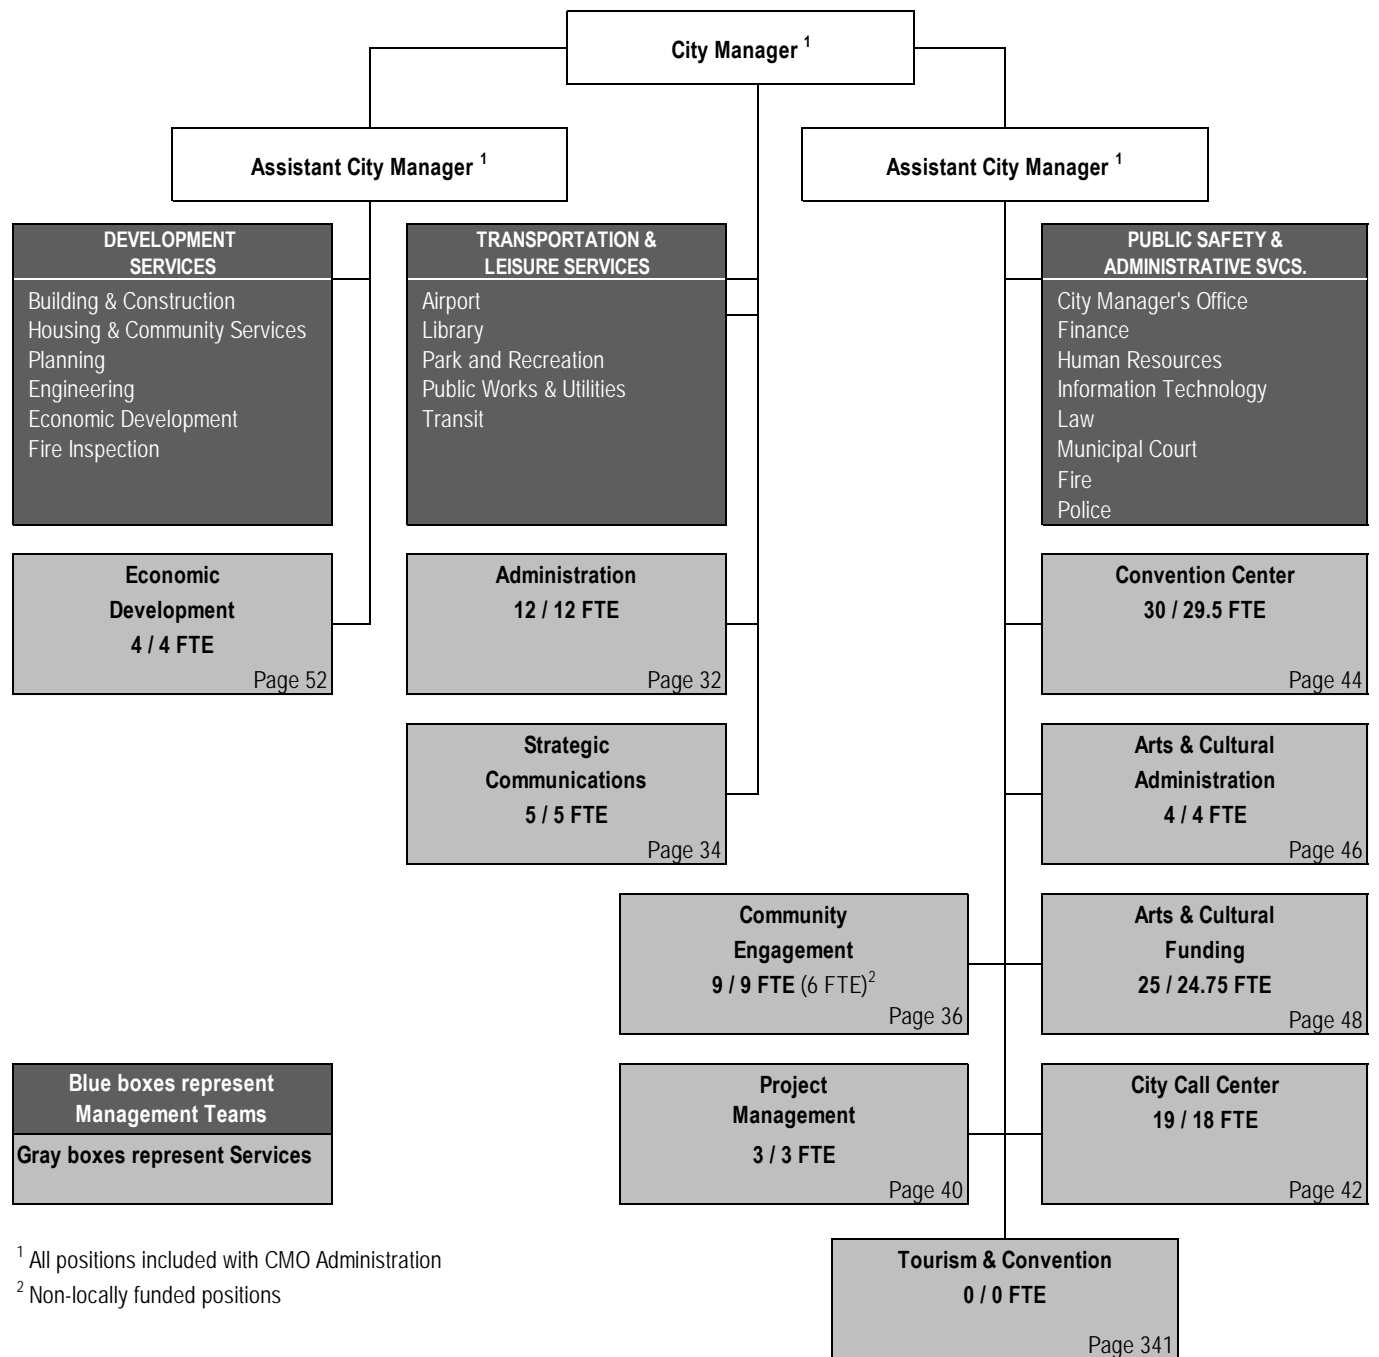 City Manager 1
Assistant City Manager 1
Assistant City Manager 1
DEVELOPMENT
SERVICES
Building & Construction
Housing & Community Services
Planning
Engineering
Economic Development
Fire Inspection
TRANSPORTATION &
LEISURE SERVICES
Airport
Library
Park and Recreation
Public Works & Utilities
Transit
PUBLIC SAFETY &
ADMINISTRATIVE SVCS.
City Manager's Office
Finance
Human Resources
Information Technology
Law
Municipal Court
Fire
Police
Economic
Development
4 / 4 FTE
Page 52
Administration
12 / 12 FTE
Page 32
Convention Center
30 / 29.5 FTE
Page 44
Strategic
Communications
5 / 5 FTE
Page 34
Arts & Cultural
Administration
4 / 4 FTE
Page 46
Community
Engagement
9 / 9 FTE (6 FTE)2
Page 36
Arts & Cultural
Funding
25 / 24.75 FTE
Page 48
Blue boxes represent
Management Teams
Gray boxes represent Services
Project
Management
3 / 3 FTE
Page 40
City Call Center
19 / 18 FTE
Page 42
1 All positions included with CMO Administration
2 Non-locally funded positions
Tourism & Convention
0 / 0 FTE
Page 341